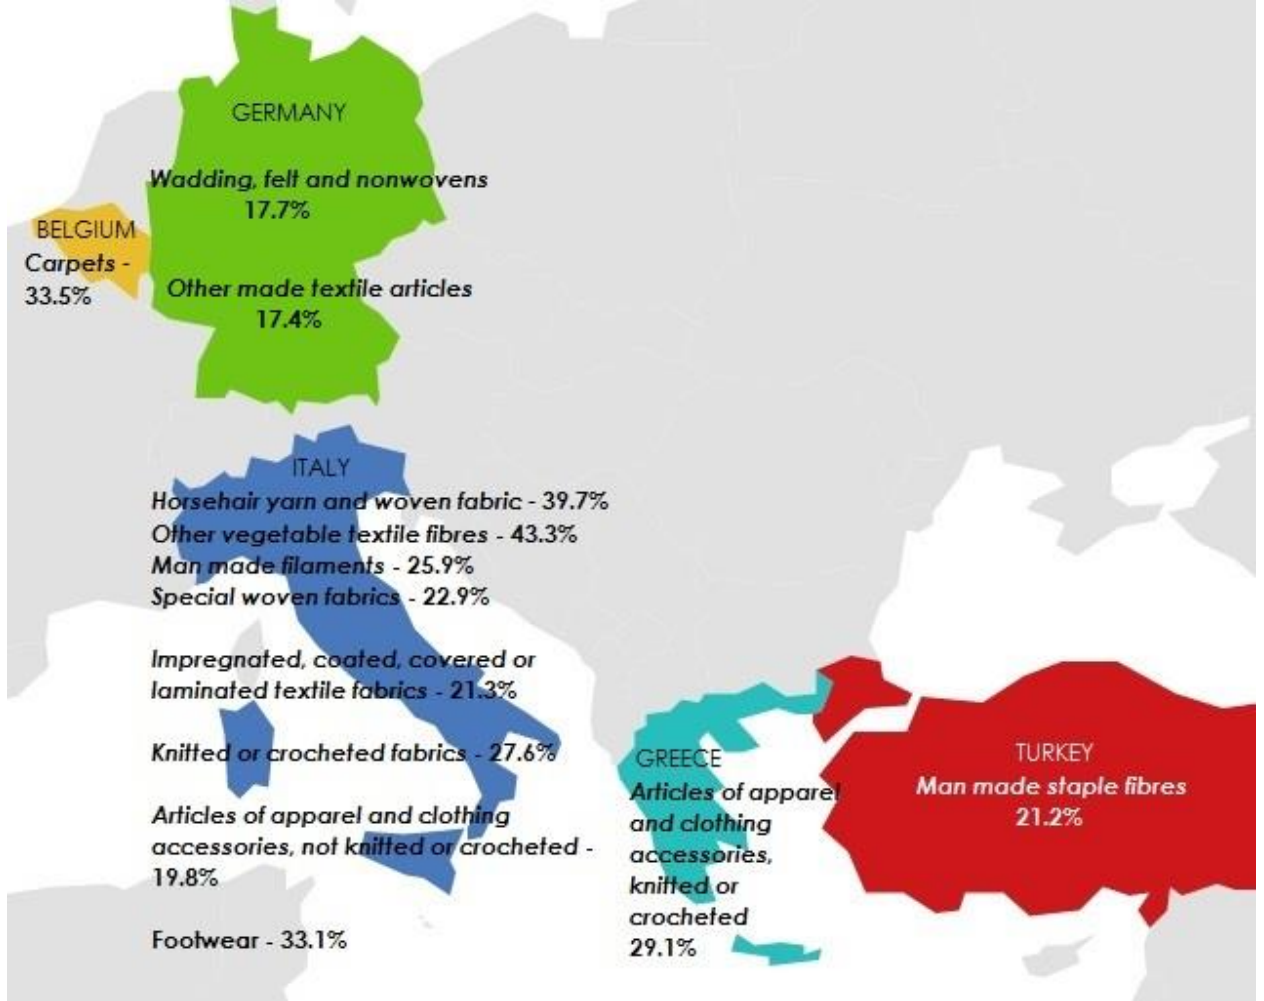 GERMANY
Wadding, felt and nonwovens
17.7%
Other made textile articles
17.4%
BELGIUM
Carpets -
33.5%
ITALY
Horsehair yarn and woven fabric - 39.7%
Other vegetable textile fibres - 43.3%
Man made filaments - 25.9%
Special woven fabrics - 22.9%
Impregnated, coated, covered or
laminated textile fabrics - 21.3%
Knitted or crocheted fabrics - 27.6%
Articles of apparel and clothing
accessories, not knitted or crocheted -
19.8%
Footwear - 33.1%
GREECE
Articles of apparel
and clothing
accessories,
knitted or
crocheted
29.1%
TURKEY
Man made staple fibres
21.2%